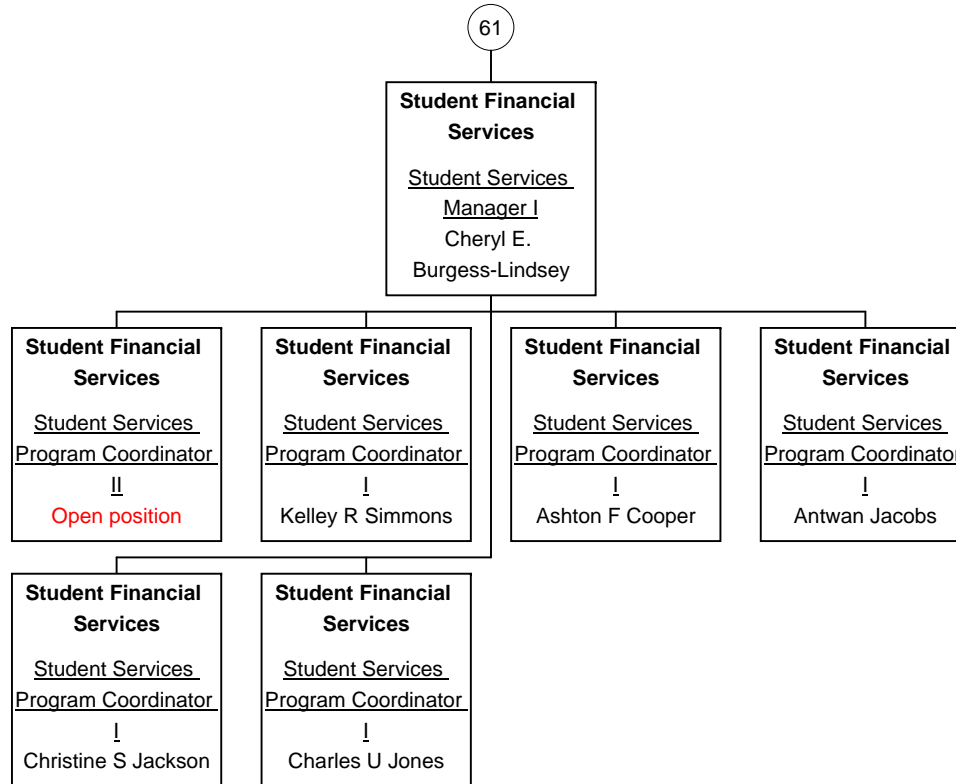 61
Student Financial
Services
Student Services
Manager I
Cheryl E.
Burgess-Lindsey
Student Financial
Services
Student Services
Program Coordinator
II
Open position
Student Financial
Services
Student Services
Program Coordinator
I
Kelley R Simmons
Student Financial
Services
Student Services
Program Coordinator
I
Ashton F Cooper
Student Financial
Services
Student Services
Program Coordinator
I
Antwan Jacobs
Student Financial
Services
Student Services
Program Coordinator
I
Christine S Jackson
Student Financial
Services
Student Services
Program Coordinator
I
Charles U Jones